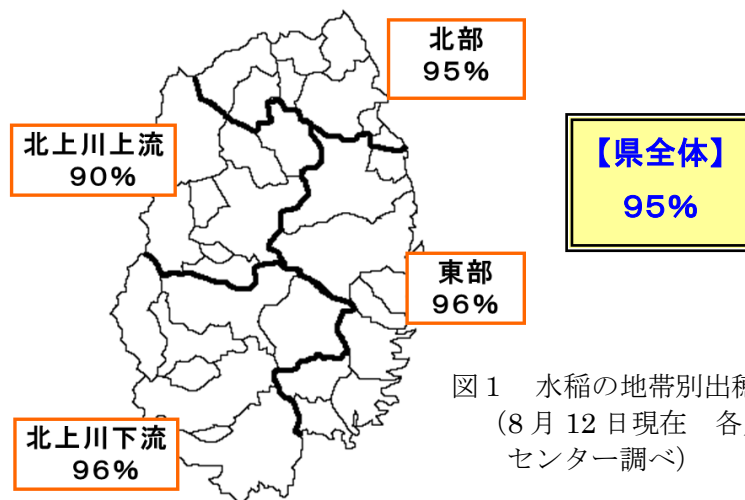 北部
95%
北上川上流
90%
【県全体】
95%
東部
96%
図1 水稲の地帯別出穂
(8月12日現在 各
センター調べ)
北上川下流
96%